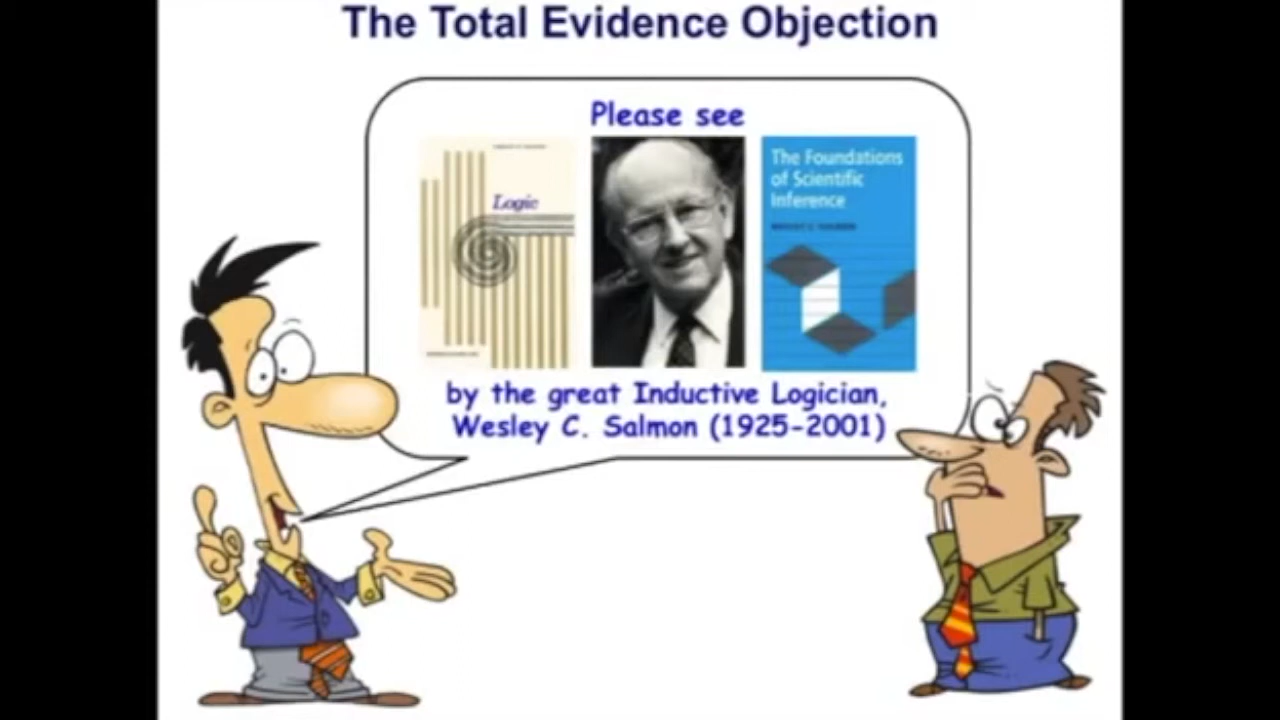 The Total Evidence Objection
Please see
Logic
The Foundations
of Scientific
Inference
by the great Inductive Logician,
Wesley C. Salmon (1925-2001)